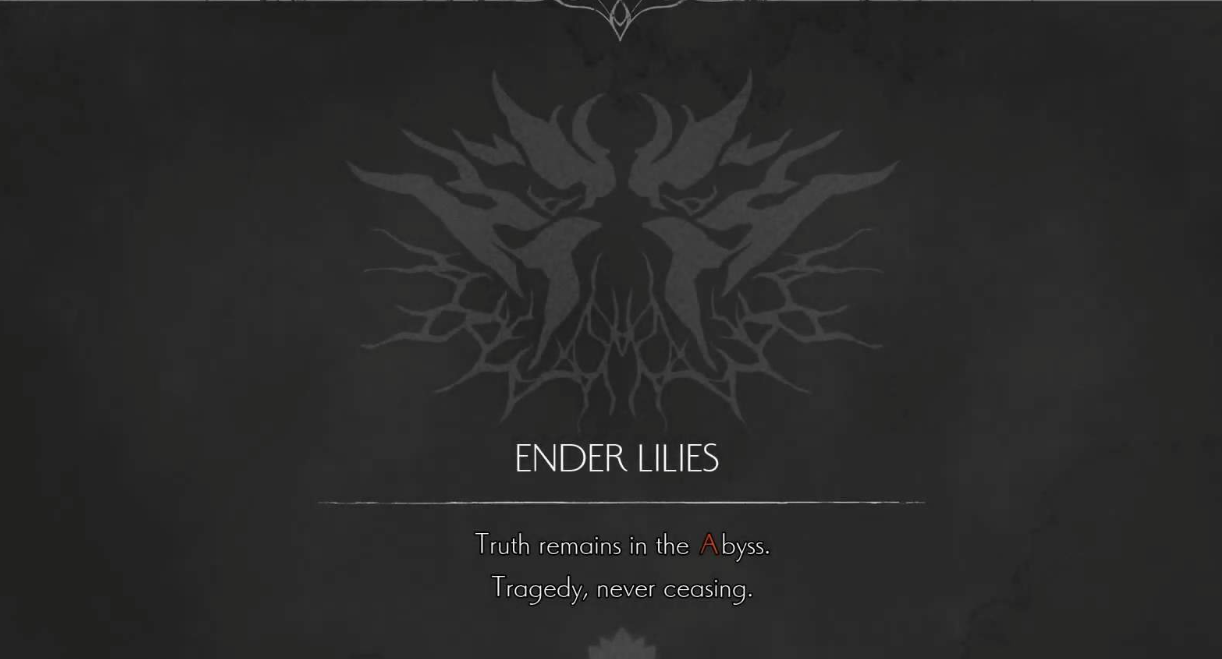 ENDER LILIES
Truth remains in the Abyss.
Tragedy, never ceasing.